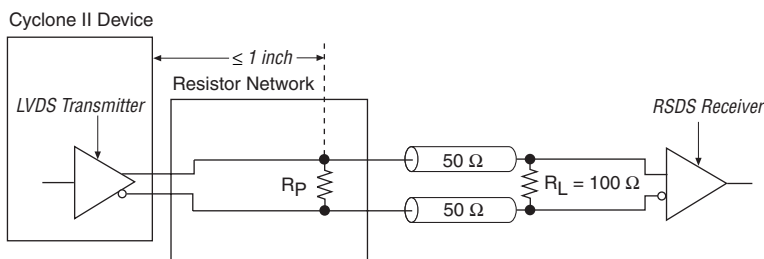 Cyclone II Device
≤ 1 inch
Resistor Network
LVDS Transmitter
RSDS Receiver
50 Ω
RP
RL = 100 Ω
50 Ω